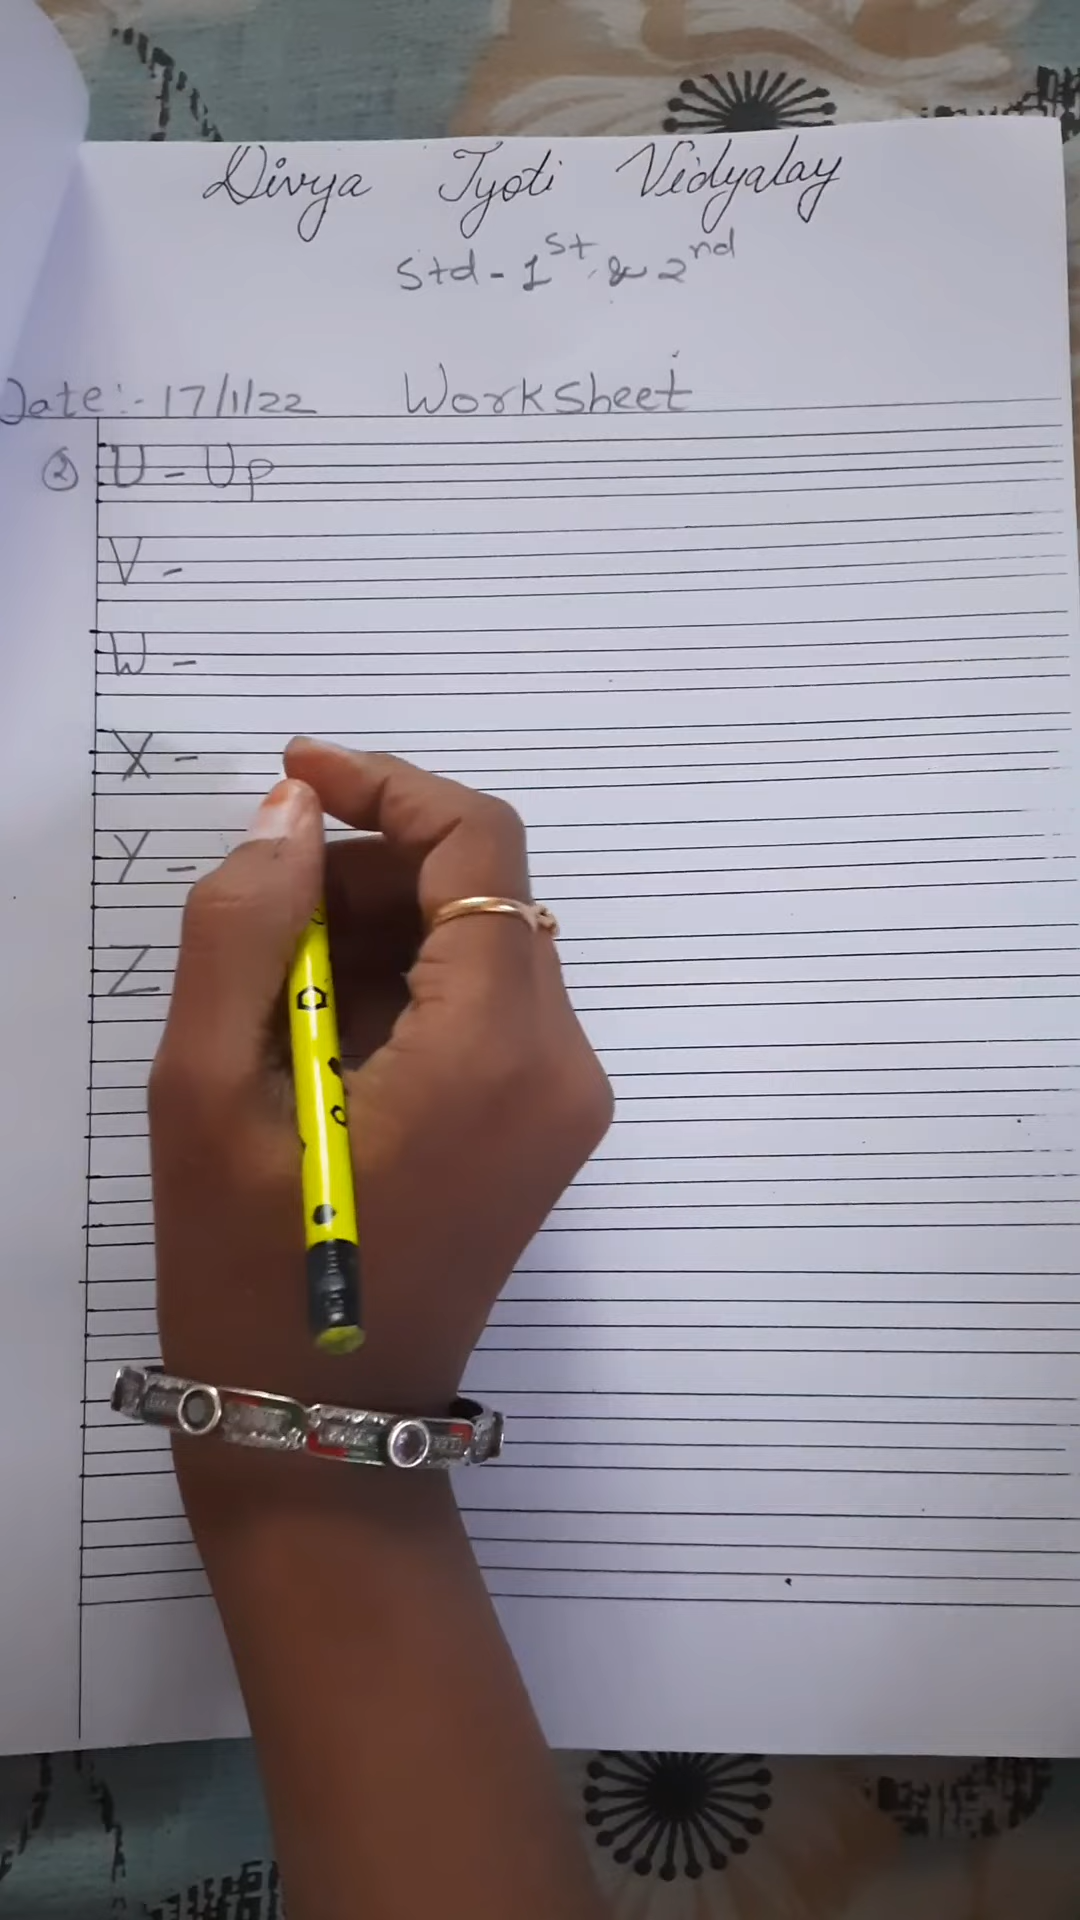 Divya Jyoti Vidyalay
Std - 1st & 2nd
Date:- 17/1/22 Worksheet
② U - Up
V -
W -
X -
Y -
Z